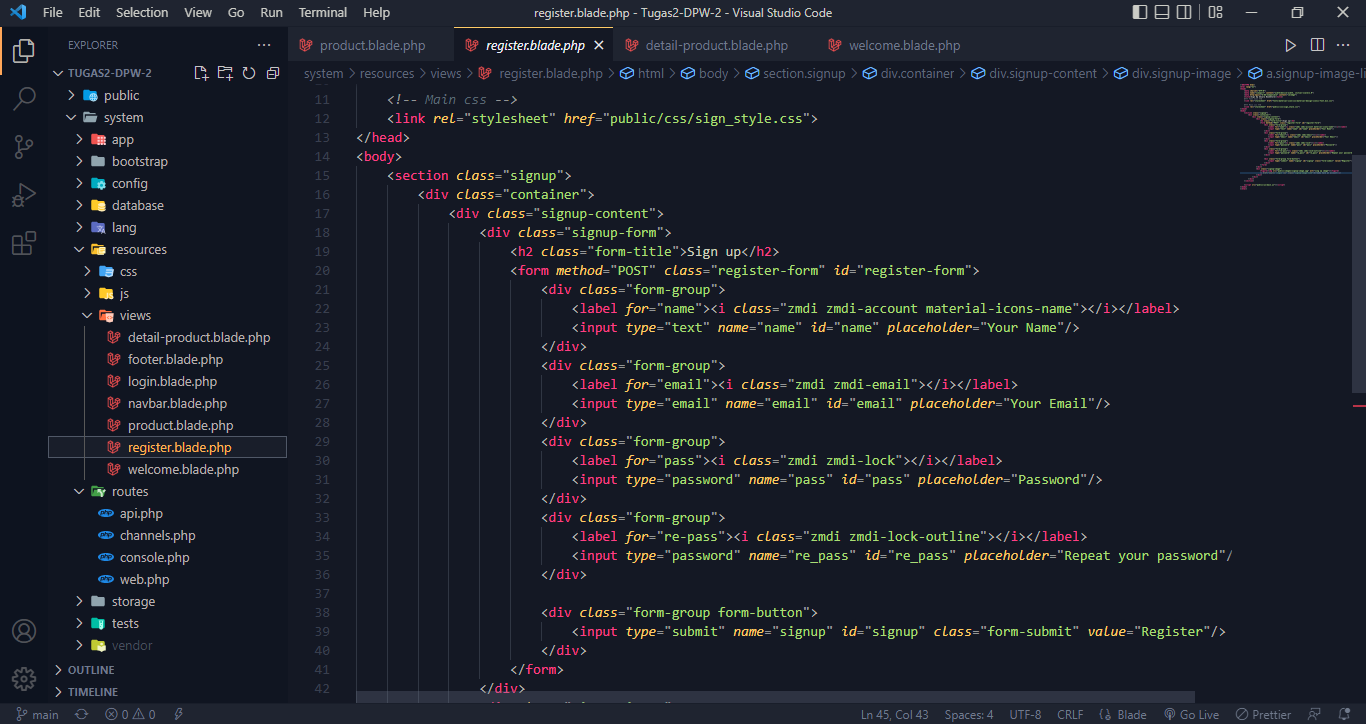 File Edit Selection View Go Run Terminal Help
register.blade.php - Tugas2-DPW-2 - Visual Studio Code
EXPLORER
TUGAS2-DPW-2
public
system
app
bootstrap
config
database
lang
resources
css
js
views
detail-product.blade.php
footer.blade.php
login.blade.php
navbar.blade.php
product.blade.php
register.blade.php
welcome.blade.php
routes
api.php
channels.php
console.php
web.php
storage
tests
vendor
OUTLINE
TIMELINE
product.blade.php register.blade.php detail-product.blade.php welcome.blade.php
system > resources > views > register.blade.php > html > body > section.signup > div.container > div.signup-content > div.signup-image > a.signup-image-li
11 <!-- Main css -->
12 <link rel="stylesheet" href="public/css/sign_style.css">
13 </head>
14 <body>
15 <section class="signup">
16 <div class="container">
17 <div class="signup-content">
18 <div class="signup-form">
19 <h2 class="form-title">Sign up</h2>
20 <form method="POST" class="register-form" id="register-form">
21 <div class="form-group">
22 <label for="name"><i class="zmdi zmdi-account material-icons-name"></i></label>
23 <input type="text" name="name" id="name" placeholder="Your Name"/>
24 </div>
25 <div class="form-group">
26 <label for="email"><i class="zmdi zmdi-email"></i></label>
27 <input type="email" name="email" id="email" placeholder="Your Email"/>
28 </div>
29 <div class="form-group">
30 <label for="pass"><i class="zmdi zmdi-lock"></i></label>
31 <input type="password" name="pass" id="pass" placeholder="Password"/>
32 </div>
33 <div class="form-group">
34 <label for="re-pass"><i class="zmdi zmdi-lock-outline"></i></label>
35 <input type="password" name="re_pass" id="re_pass" placeholder="Repeat your password"/
36 </div>
37
38 <div class="form-group form-button">
39 <input type="submit" name="signup" id="signup" class="form-submit" value="Register"/>
40 </div>
41 </form>
42 </div>
main 0 0 Ln 45, Col 43 Spaces: 4 UTF-8 CRLF Blade Go Live Prettier